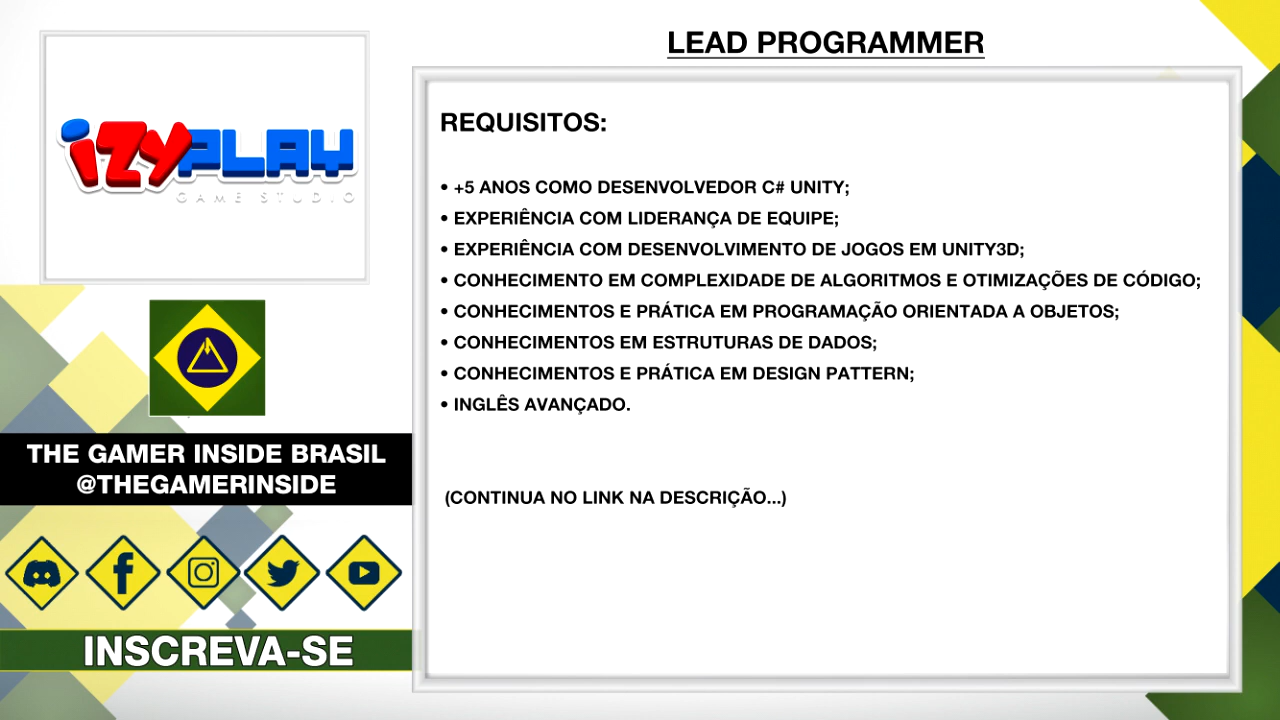 LEAD PROGRAMMER
iZyPLAY
GAME STUDIO
REQUISITOS:
• +5 ANOS COMO DESENVOLVEDOR C# UNITY;
• EXPERIÊNCIA COM LIDERANÇA DE EQUIPE;
• EXPERIÊNCIA COM DESENVOLVIMENTO DE JOGOS EM UNITY3D;
• CONHECIMENTO EM COMPLEXIDADE DE ALGORITMOS E OTIMIZAÇÕES DE CÓDIGO;
• CONHECIMENTOS E PRÁTICA EM PROGRAMAÇÃO ORIENTADA A OBJETOS;
• CONHECIMENTOS EM ESTRUTURAS DE DADOS;
• CONHECIMENTOS E PRÁTICA EM DESIGN PATTERN;
• INGLÊS AVANÇADO.
(CONTINUA NO LINK NA DESCRIÇÃO...)
THE GAMER INSIDE BRASIL
@THEGAMERINSIDE
INSCREVA-SE